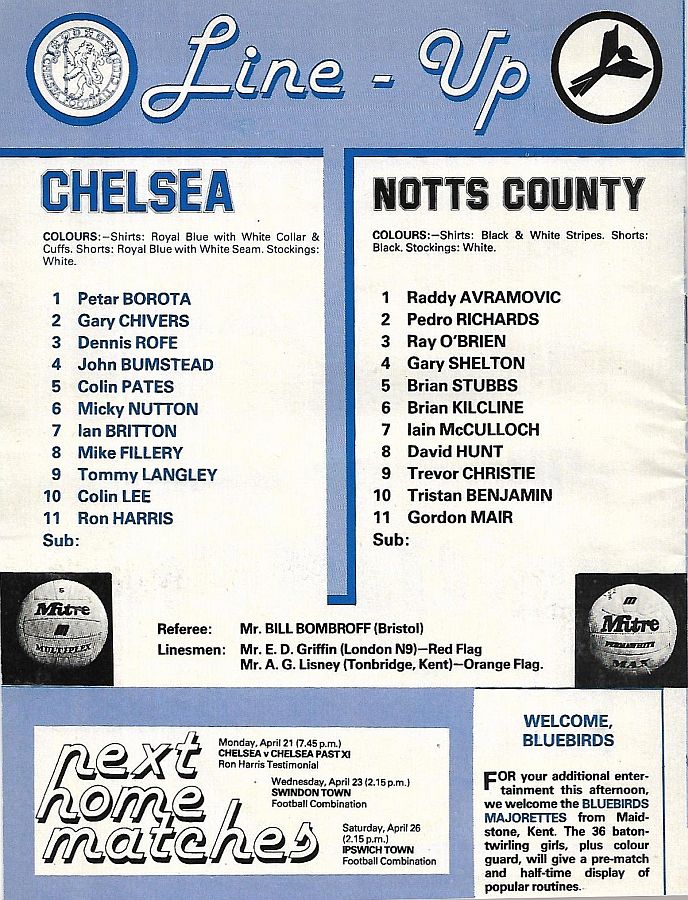 Line - Up
CHELSEA FOOTBALL CLUB
CHELSEA
COLOURS:—Shirts: Royal Blue with White Collar &
Cuffs. Shorts: Royal Blue with White Seam. Stockings:
White.
1 Petar BOROTA
2 Gary CHIVERS
3 Dennis ROFE
4 John BUMSTEAD
5 Colin PATES
6 Micky NUTTON
7 Ian BRITTON
8 Mike FILLERY
9 Tommy LANGLEY
10 Colin LEE
11 Ron HARRIS
Sub:
NOTTS COUNTY
COLOURS:—Shirts: Black & White Stripes. Shorts:
Black. Stockings: White.
1 Raddy AVRAMOVIC
2 Pedro RICHARDS
3 Ray O'BRIEN
4 Gary SHELTON
5 Brian STUBBS
6 Brian KILCLINE
7 Iain McCULLOCH
8 David HUNT
9 Trevor CHRISTIE
10 Tristan BENJAMIN
11 Gordon MAIR
Sub:
5
Mitre
m
MULTIPLEX
Referee: Mr. BILL BOMBROFF (Bristol)
Linesmen: Mr. E. D. Griffin (London N9)—Red Flag
Mr. A. G. Lisney (Tonbridge, Kent)—Orange Flag.
m
Mitre
PERMAWHITE
MAX
next
home
matches
Monday, April 21 (7.45 p.m.)
CHELSEA v CHELSEA PAST XI
Ron Harris Testimonial
Wednesday, April 23 (2.15 p.m.)
SWINDON TOWN
Football Combination
Saturday, April 26
(2.15 p.m.)
IPSWICH TOWN
Football Combination
WELCOME,
BLUEBIRDS
FOR your additional enter-
tainment this afternoon,
we welcome the BLUEBIRDS
MAJORETTES from Maid-
stone, Kent. The 36 baton-
twirling girls, plus colour
guard, will give a pre-match
and half-time display of
popular routines.